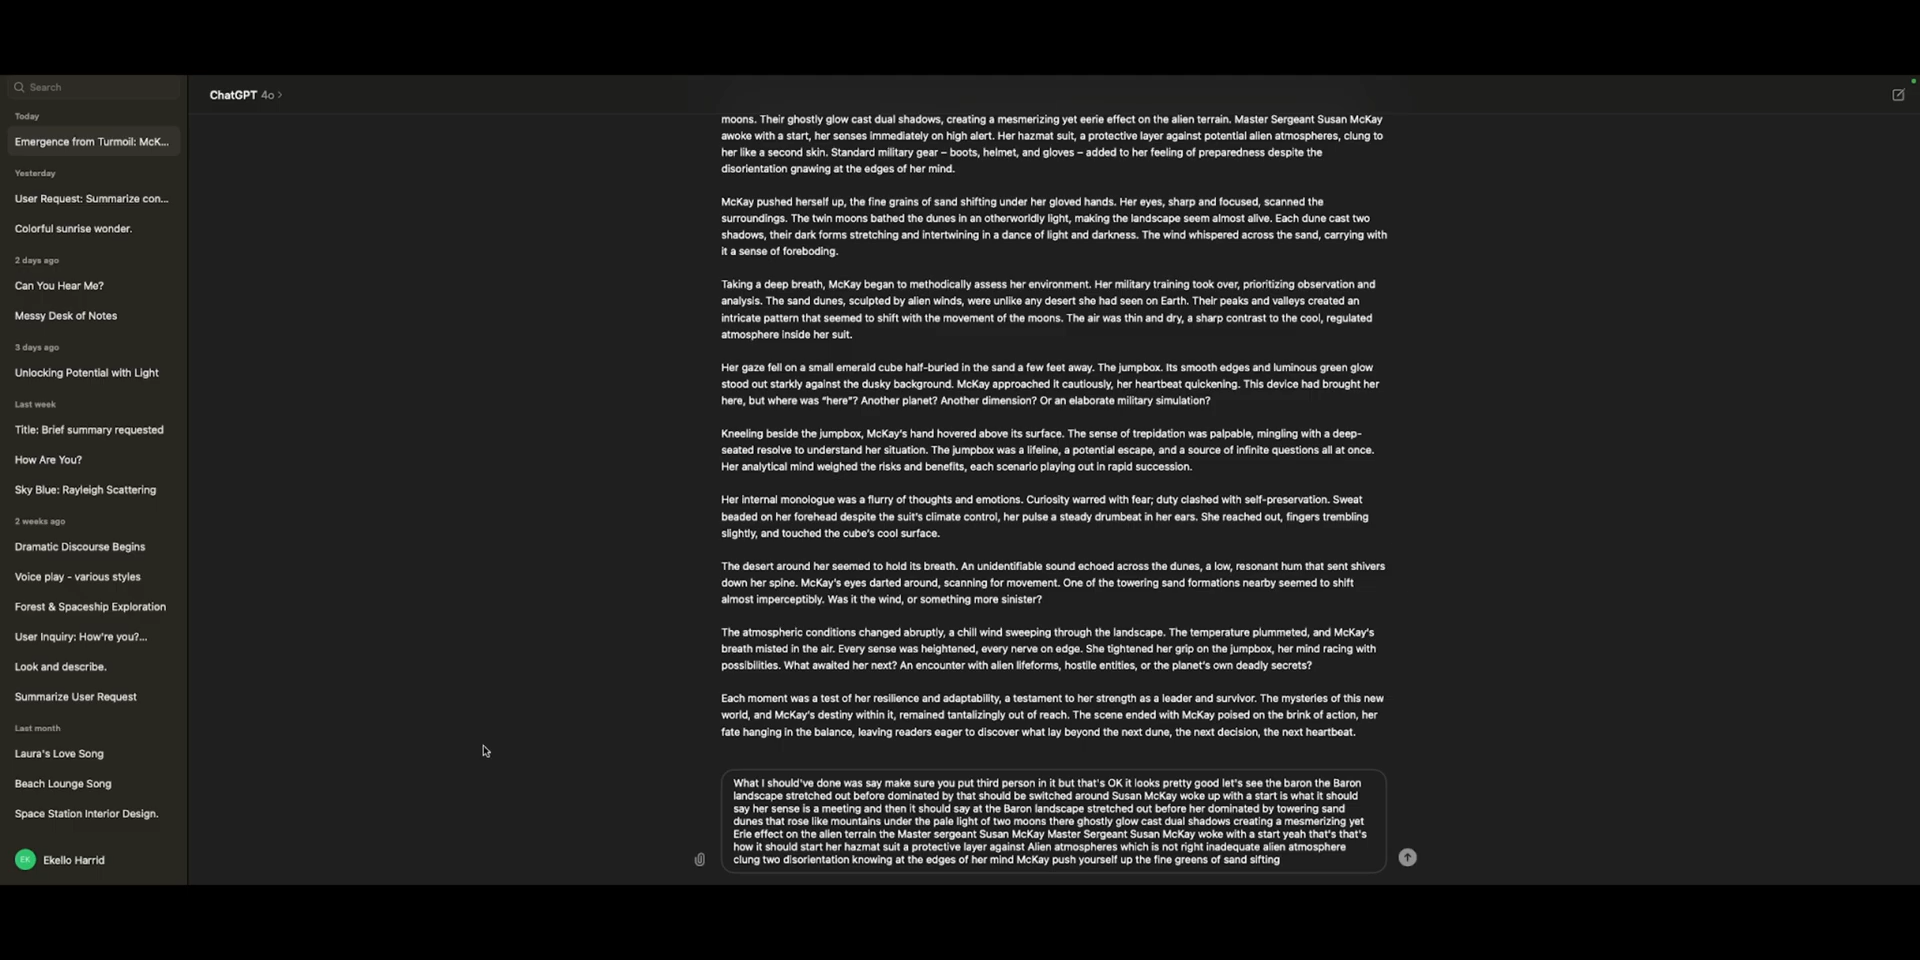 Search
Today
Emergence from Turmoil: McK...
Yesterday
User Request: Summarize con...
Colorful sunrise wonder.
2 days ago
Can You Hear Me?
Messy Desk of Notes
3 days ago
Unlocking Potential with Light
Last week
Title: Brief summary requested
How Are You?
Sky Blue: Rayleigh Scattering
2 weeks ago
Dramatic Discourse Begins
Voice play - various styles
Forest & Spaceship Exploration
User Inquiry: How're you?...
Look and describe.
Summarize User Request
Last month
Laura's Love Song
Beach Lounge Song
Space Station Interior Design.
EK Ekello Harrid
ChatGPT 4o >
moons. Their ghostly glow cast dual shadows, creating a mesmerizing yet eerie effect on the alien terrain. Master Sergeant Susan McKay
awoke with a start, her senses immediately on high alert. Her hazmat suit, a protective layer against potential alien atmospheres, clung to
her like a second skin. Standard military gear – boots, helmet, and gloves – added to her feeling of preparedness despite the
disorientation gnawing at the edges of her mind.
McKay pushed herself up, the fine grains of sand shifting under her gloved hands. Her eyes, sharp and focused, scanned the
surroundings. The twin moons bathed the dunes in an otherworldly light, making the landscape seem almost alive. Each dune cast two
shadows, their dark forms stretching and intertwining in a dance of light and darkness. The wind whispered across the sand, carrying with
it a sense of foreboding.
Taking a deep breath, McKay began to methodically assess her environment. Her military training took over, prioritizing observation and
analysis. The sand dunes, sculpted by alien winds, were unlike any desert she had seen on Earth. Their peaks and valleys created an
intricate pattern that seemed to shift with the movement of the moons. The air was thin and dry, a sharp contrast to the cool, regulated
atmosphere inside her suit.
Her gaze fell on a small emerald cube half-buried in the sand a few feet away. The jumpbox. Its smooth edges and luminous green glow
stood out starkly against the dusky background. McKay approached it cautiously, her heartbeat quickening. This device had brought her
here, but where was “here”? Another planet? Another dimension? Or an elaborate military simulation?
Kneeling beside the jumpbox, McKay's hand hovered above its surface. The sense of trepidation was palpable, mingling with a deep-
seated resolve to understand her situation. The jumpbox was a lifeline, a potential escape, and a source of infinite questions all at once.
Her analytical mind weighed the risks and benefits, each scenario playing out in rapid succession.
Her internal monologue was a flurry of thoughts and emotions. Curiosity warred with fear; duty clashed with self-preservation. Sweat
beaded on her forehead despite the suit's climate control, her pulse a steady drumbeat in her ears. She reached out, fingers trembling
slightly, and touched the cube's cool surface.
The desert around her seemed to hold its breath. An unidentifiable sound echoed across the dunes, a low, resonant hum that sent shivers
down her spine. McKay's eyes darted around, scanning for movement. One of the towering sand formations nearby seemed to shift
almost imperceptibly. Was it the wind, or something more sinister?
The atmospheric conditions changed abruptly, a chill wind sweeping through the landscape. The temperature plummeted, and McKay's
breath misted in the air. Every sense was heightened, every nerve on edge. She tightened her grip on the jumpbox, her mind racing with
possibilities. What awaited her next? An encounter with alien lifeforms, hostile entities, or the planet's own deadly secrets?
Each moment was a test of her resilience and adaptability, a testament to her strength as a leader and survivor. The mysteries of this new
world, and McKay's destiny within it, remained tantalizingly out of reach. The scene ended with McKay poised on the brink of action, her
fate hanging in the balance, leaving readers eager to discover what lay beyond the next dune, the next decision, the next heartbeat.
What I should've done was say make sure you put third person in it but that's OK it looks pretty good let's see the baron the Baron
landscape stretched out before dominated by that should be switched around Susan McKay woke up with a start is what it should
say her sense is a meeting and then it should say at the Baron landscape stretched out before her dominated by towering sand
dunes that rose like mountains under the pale light of two moons there ghostly glow cast dual shadows creating a mesmerizing yet
Erie effect on the alien terrain the Master sergeant Susan McKay Master Sergeant Susan McKay woke with a start yeah that's that's
how it should start her hazmat suit a protective layer against Alien atmospheres which is not right inadequate alien atmosphere
clung two disorientation knowing at the edges of her mind McKay push yourself up the fine greens of sand sifting